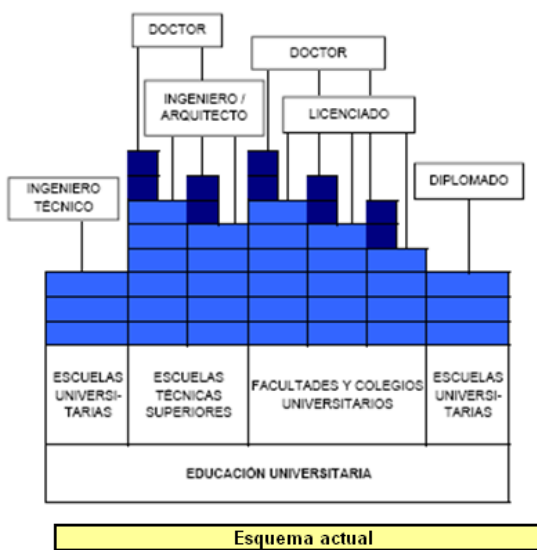 DOCTOR
DOCTOR
INGENIERO /
ARQUITECTO
LICENCIADO
INGENIERO
TÉCNICO
DIPLOMADO
ESCUELAS
UNIVERSI-
TARIAS
ESCUELAS
TÉCNICAS
SUPERIORES
FACULTADES Y COLEGIOS
UNIVERSITARIOS
ESCUELAS
UNIVERSI-
TARIAS
EDUCACIÓN UNIVERSITARIA
Esquema actual